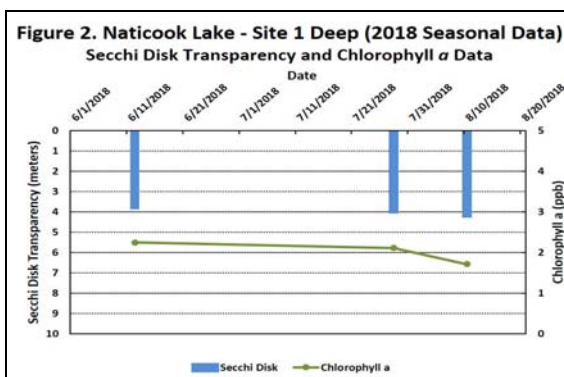 Figure 2. Naticook Lake - Site 1 Deep (2018 Seasonal Data)
Secchi Disk Transparency and Chlorophyll a Data
Date
6/1/2018 6/11/2018 6/21/2018 7/1/2018 7/11/2018 7/21/2018 7/31/2018 8/10/2018 8/20/2018
Secchi Disk Transparency (meters)
0
1
2
3
4
5
6
7
8
9
10
5
4
3
2
1
0
Chlorophyll a (ppb)
Secchi Disk Chlorophyll a